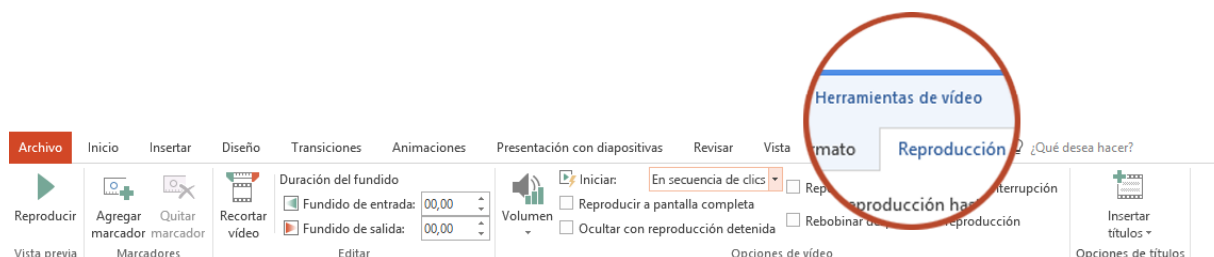 Herramientas de vídeo
Archivo Inicio Insertar Diseño Transiciones Animaciones Presentación con diapositivas Revisar Vista rmato Reproducción ¿Qué desea hacer?
Reproducir
Agregar marcador
Quitar marcador
Recortar vídeo
Duración del fundido
Fundido de entrada: 00,00
Fundido de salida: 00,00
Volumen
Iniciar: En secuencia de clics
Reproducir a pantalla completa
Ocultar con reproducción detenida
Rep terrupción
producción has
Rebobinar reproducción
Insertar títulos
Vista previa Marcadores Editar Opciones de vídeo Opciones de títulos